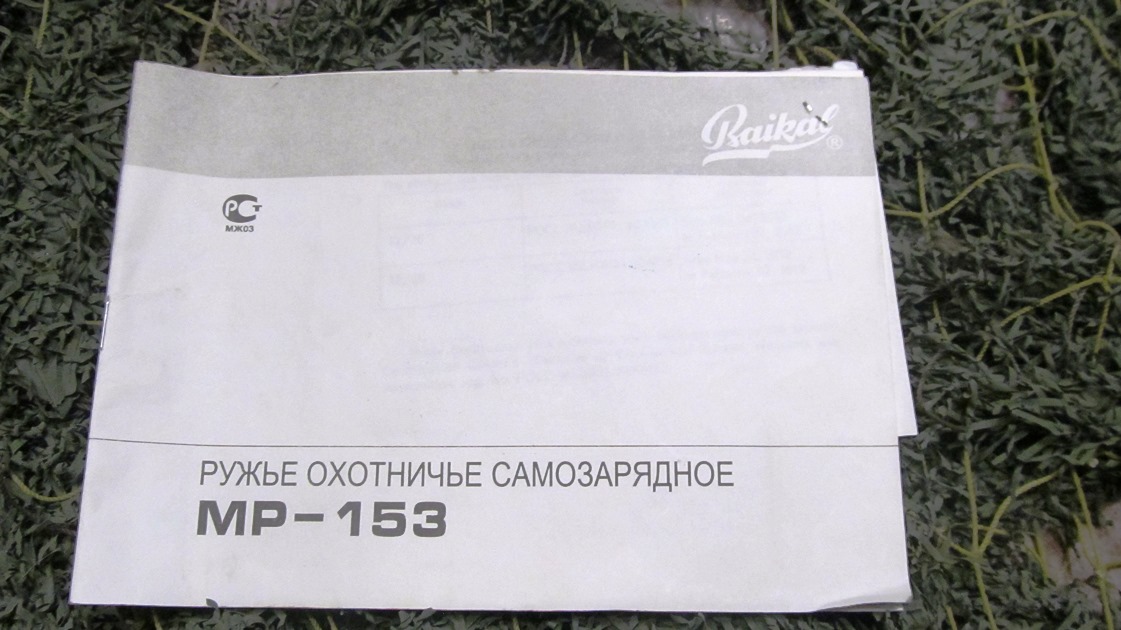 Baikal®
РСТ
МЖ03
РУЖЬЕ ОХОТНИЧЬЕ САМОЗАРЯДНОЕ
МР-153